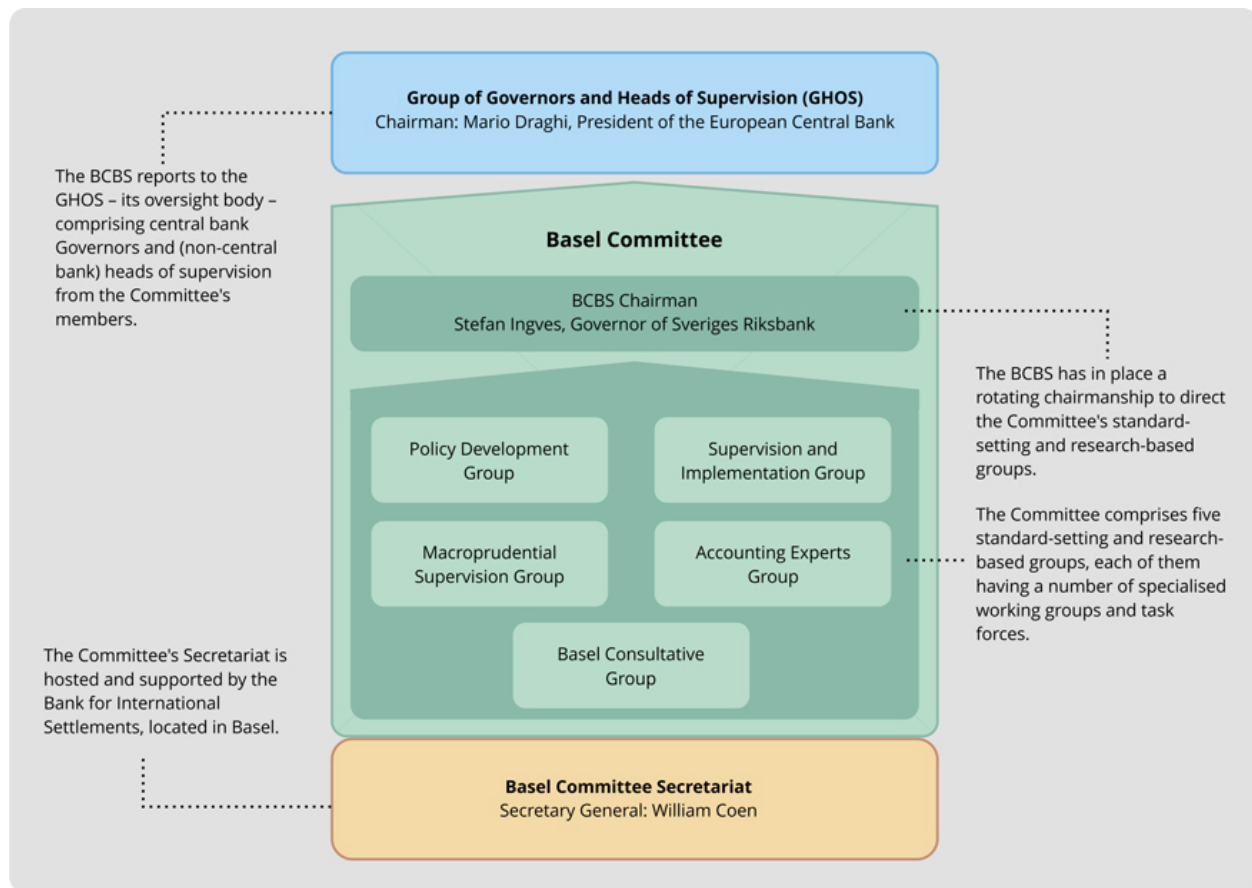 Group of Governors and Heads of Supervision (GHOS)
Chairman: Mario Draghi, President of the European Central Bank
The BCBS reports to the
GHOS – its oversight body –
comprising central bank
Governors and (non-central
bank) heads of supervision
from the Committee's
members.
Basel Committee
BCBS Chairman
Stefan Ingves, Governor of Sveriges Riksbank
The BCBS has in place a
rotating chairmanship to direct
the Committee's standard-
setting and research-based
groups.
Policy Development
Group
Supervision and
Implementation Group
Macroprudential
Supervision Group
Accounting Experts
Group
Basel Consultative
Group
The Committee comprises five
standard-setting and research-
based groups, each of them
having a number of specialised
working groups and task
forces.
The Committee's Secretariat is
hosted and supported by the
Bank for International
Settlements, located in Basel.
Basel Committee Secretariat
Secretary General: William Coen